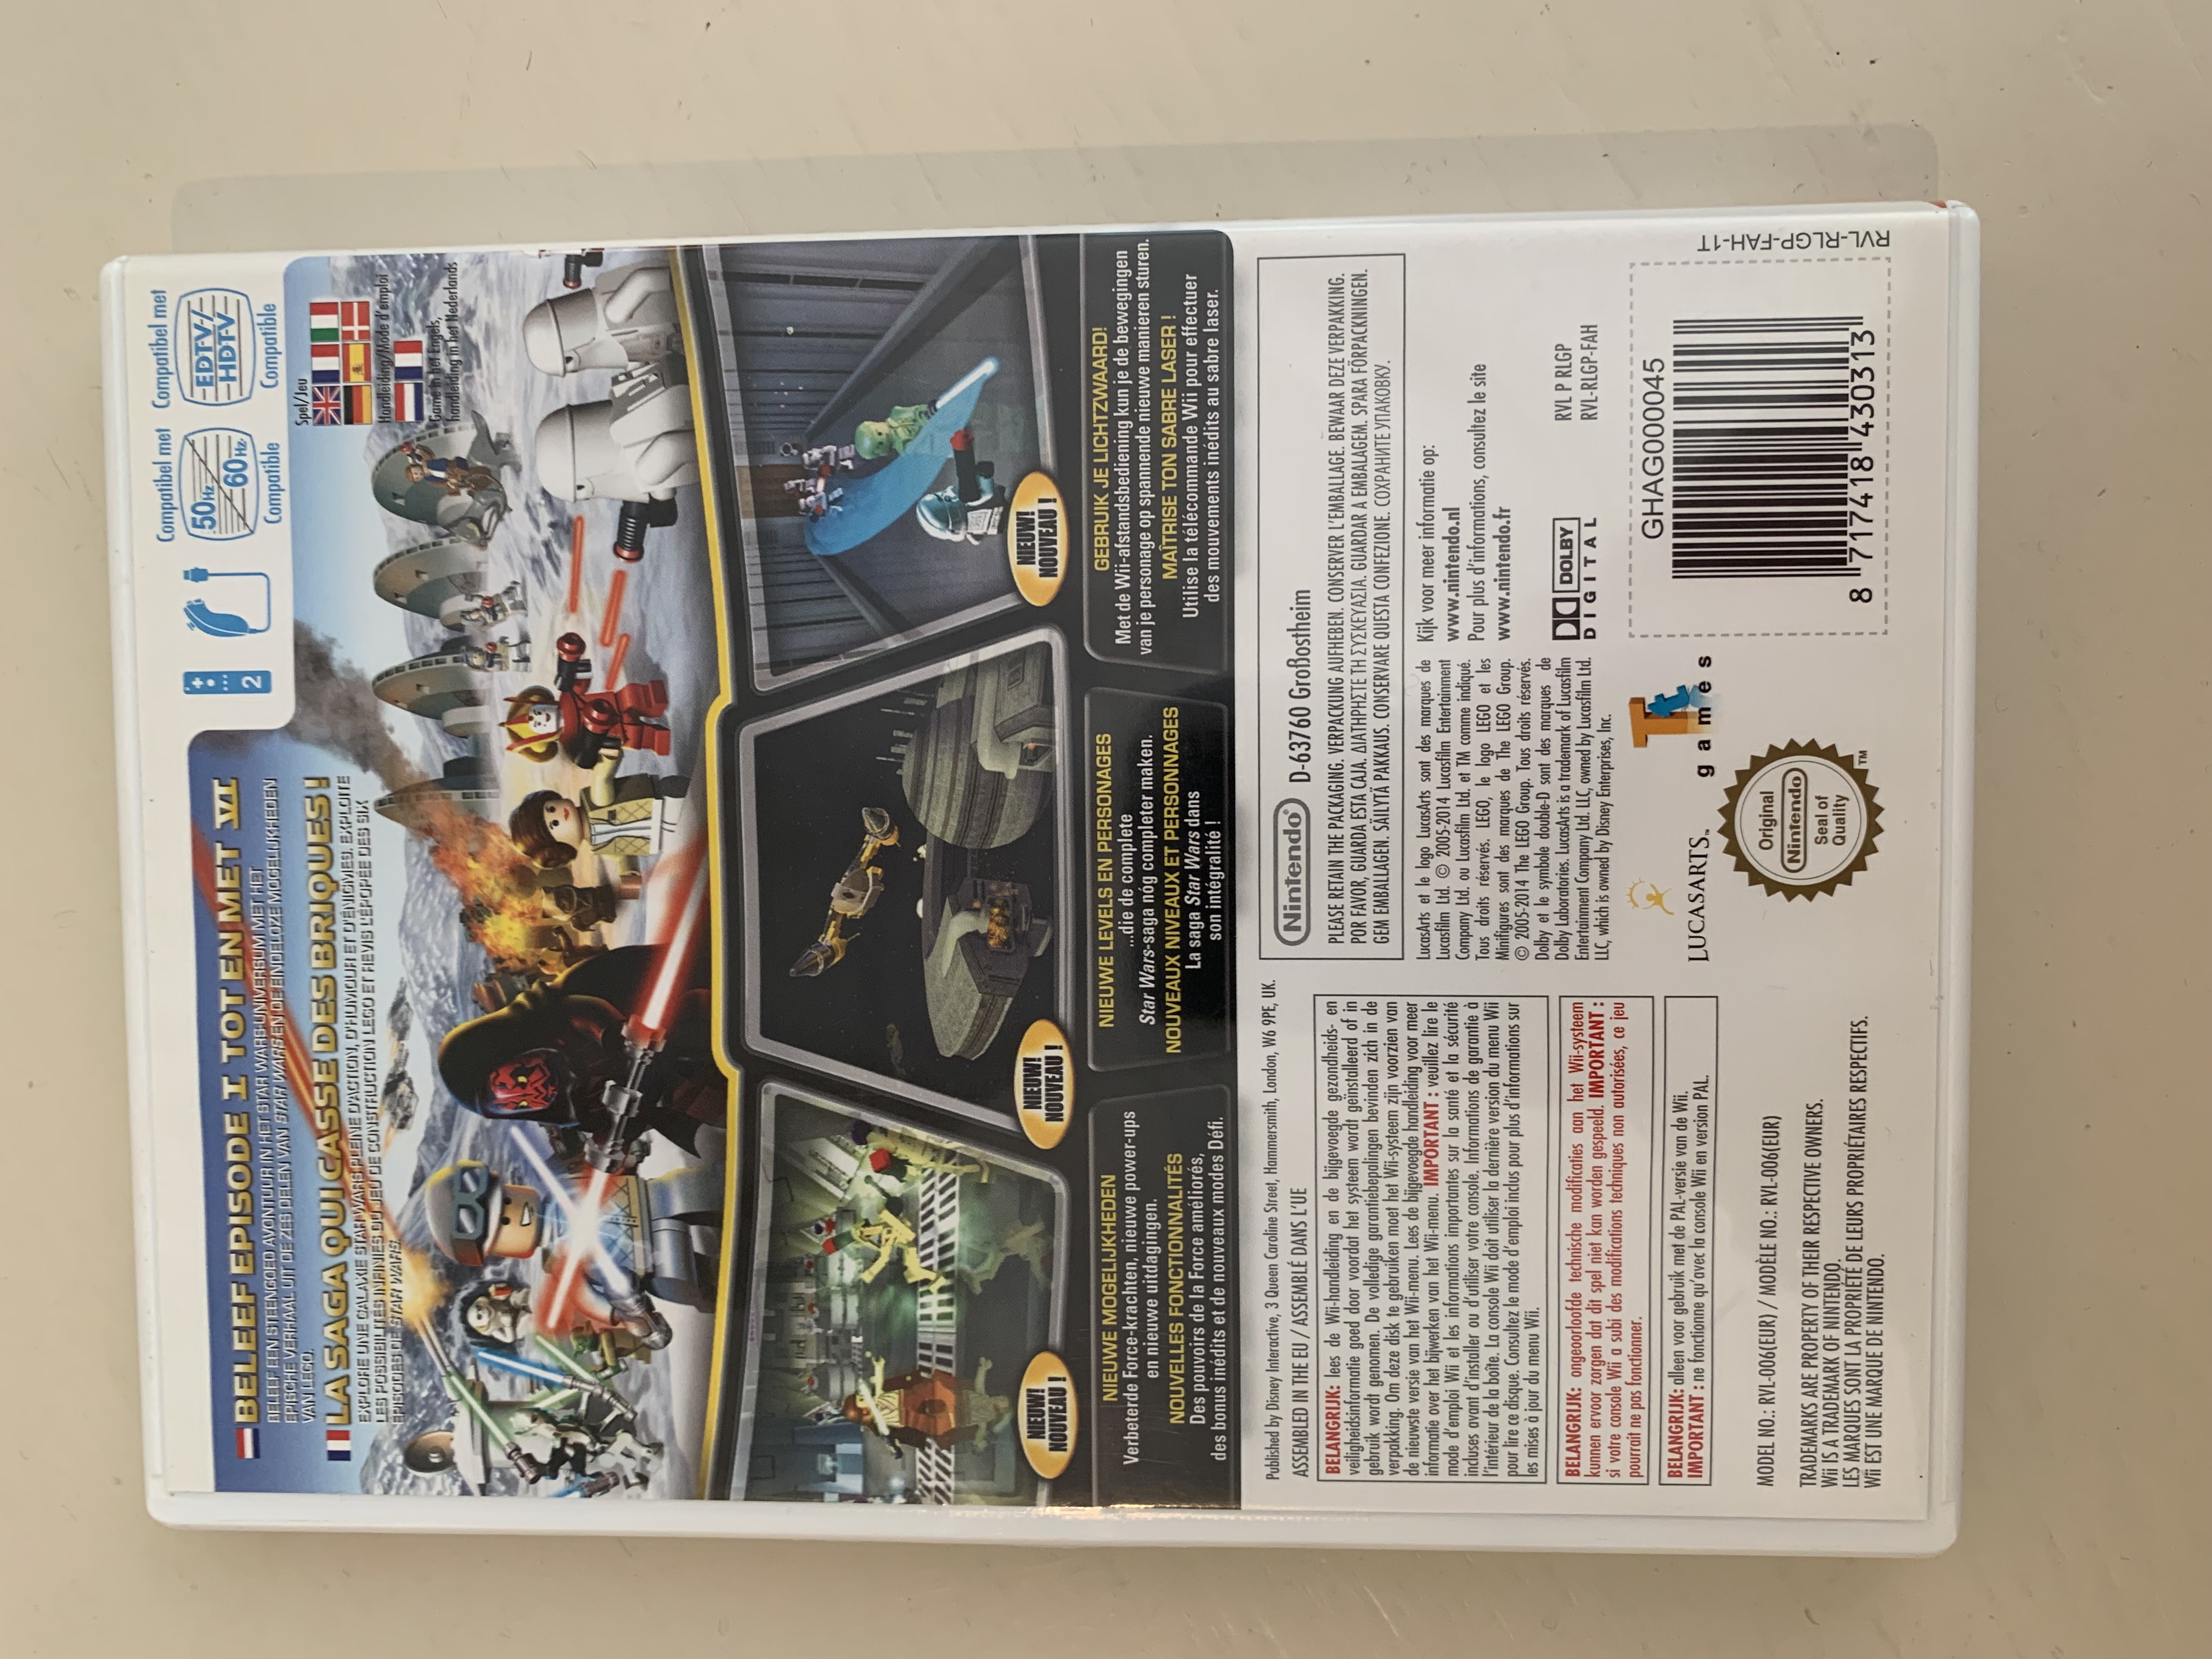 Compatibel met
50Hz
60Hz
Compatible
Compatibel met
EDTV/
HDTV
Compatible
2
BELEEF EPISODE I TOT EN MET VI
BELEEF EEN STEENGOED AVONTUUR IN HET STAR WARS-UNIVERSUM MET HET
EPISCHE VERHAAL UIT DE ZES DELEN VAN STAR WARS EN DE EINDELOZE MOGELIJKHEDEN
VAN LEGO.
LA SAGA QUI CASSE DES BRIQUES !
EXPLORE UNE GALAXIE STAR WARS PLEINE D'ACTION, D'HUMOUR ET D'ÉNIGMES. EXPLOITE
LES POSSIBILITÉS INFINIES DU JEU DE CONSTRUCTION LEGO ET REVIS L'ÉPOPÉE DES SIX
ÉPISODES DE STAR WARS.
Spel/Jeu
Handleiding/Mode d'emploi
Game in het Engels,
handleiding in het Nederlands
NIEUW!
NOUVEAU !
NIEUW!
NOUVEAU !
NIEUW!
NOUVEAU !
NIEUWE MOGELIJKHEDEN
Verbeterde Force-krachten, nieuwe power-ups
en nieuwe uitdagingen.
NOUVELLES FONCTIONNALITÉS
Des pouvoirs de la Force améliorés,
des bonus inédits et de nouveaux modes Défi.
NIEUWE LEVELS EN PERSONAGES
...die de complete
Star Wars-saga nóg completer maken.
NOUVEAUX NIVEAUX ET PERSONNAGES
La saga Star Wars dans
son intégralité !
GEBRUIK JE LICHTZWAARD!
Met de Wii-afstandsbediening kun je de bewegingen
van je personage op spannende nieuwe manieren sturen.
MAÎTRISE TON SABRE LASER !
Utilise la télécommande Wii pour effectuer
des mouvements inédits au sabre laser.
Published by Disney Interactive, 3 Queen Caroline Street, Hammersmith, London, W6 9PE, UK.
ASSEMBLED IN THE EU / ASSEMBLÉ DANS L'UE
BELANGRIJK: lees de Wii-handleiding en de bijgevoegde gezondheids- en
veiligheidsinformatie goed door voordat het systeem wordt geïnstalleerd of in
gebruik wordt genomen. De volledige garantiebepalingen bevinden zich in de
verpakking. Om deze disk te gebruiken moet het Wii-systeem zijn voorzien van
de nieuwste versie van het Wii-menu. Lees de bijgevoegde handleiding voor meer
informatie over het bijwerken van het Wii-menu. IMPORTANT : veuillez lire le
mode d'emploi Wii et les informations importantes sur la santé et la sécurité
incluses avant d'installer ou d'utiliser votre console. Informations de garantie à
l'intérieur de la boîte. La console Wii doit utiliser la dernière version du menu Wii
pour lire ce disque. Consultez le mode d'emploi inclus pour plus d'informations sur
les mises à jour du menu Wii.
BELANGRIJK: ongeoorloofde technische modificaties aan het Wii-systeem
kunnen ervoor zorgen dat dit spel niet kan worden gespeeld. IMPORTANT :
si votre console Wii a subi des modifications techniques non autorisées, ce jeu
pourrait ne pas fonctionner.
BELANGRIJK: alleen voor gebruik met de PAL-versie van de Wii.
IMPORTANT : ne fonctionne qu'avec la console Wii en version PAL.
MODEL NO.: RVL-006(EUR) / MODÈLE NO.: RVL-006(EUR)
TRADEMARKS ARE PROPERTY OF THEIR RESPECTIVE OWNERS.
Wii IS A TRADEMARK OF NINTENDO.
LES MARQUES SONT LA PROPRIÉTÉ DE LEURS PROPRIÉTAIRES RESPECTIFS.
Wii EST UNE MARQUE DE NINTENDO.
Nintendo® D-63760 Großostheim
PLEASE RETAIN THE PACKAGING. VERPACKUNG AUFHEBEN. CONSERVER L'EMBALLAGE. BEWAAR DEZE VERPAKKING.
POR FAVOR, GUARDA ESTA CAJA. ΔΙΑΤΗΡΗΣΤΕ ΤΗ ΣΥΣΚΕΥΑΣΙΑ. GUARDAR A EMBALAGEM. SPARA FÖRPACKNINGEN.
GEM EMBALLAGEN. SÄILYTÄ PAKKAUS. CONSERVARE QUESTA CONFEZIONE. СОХРАНИТЕ УПАКОВКУ.
LucasArts et le logo LucasArts sont des marques de
Lucasfilm Ltd. © 2005-2014 Lucasfilm Entertainment
Company Ltd. ou Lucasfilm Ltd. et TM comme indiqué.
Tous droits réservés. LEGO, le logo LEGO et les
Minifigures sont des marques de The LEGO Group.
© 2005-2014 The LEGO Group. Tous droits réservés.
Dolby et le symbole double-D sont des marques de
Dolby Laboratories. LucasArts is a trademark of Lucasfilm
Entertainment Company Ltd. LLC, owned by Lucasfilm Ltd.
LLC, which is owned by Disney Enterprises, Inc.
Kijk voor meer informatie op:
www.nintendo.nl
Pour plus d'informations, consultez le site
www.nintendo.fr
DOLBY
DIGITAL
RVL P RLGP
RVL-RLGP-FAH
LUCASARTS™
Tt
games
Original
Nintendo
Seal of
Quality
TM
GHAG000045
8 717418 430313
RVL-RLGP-FAH-1T